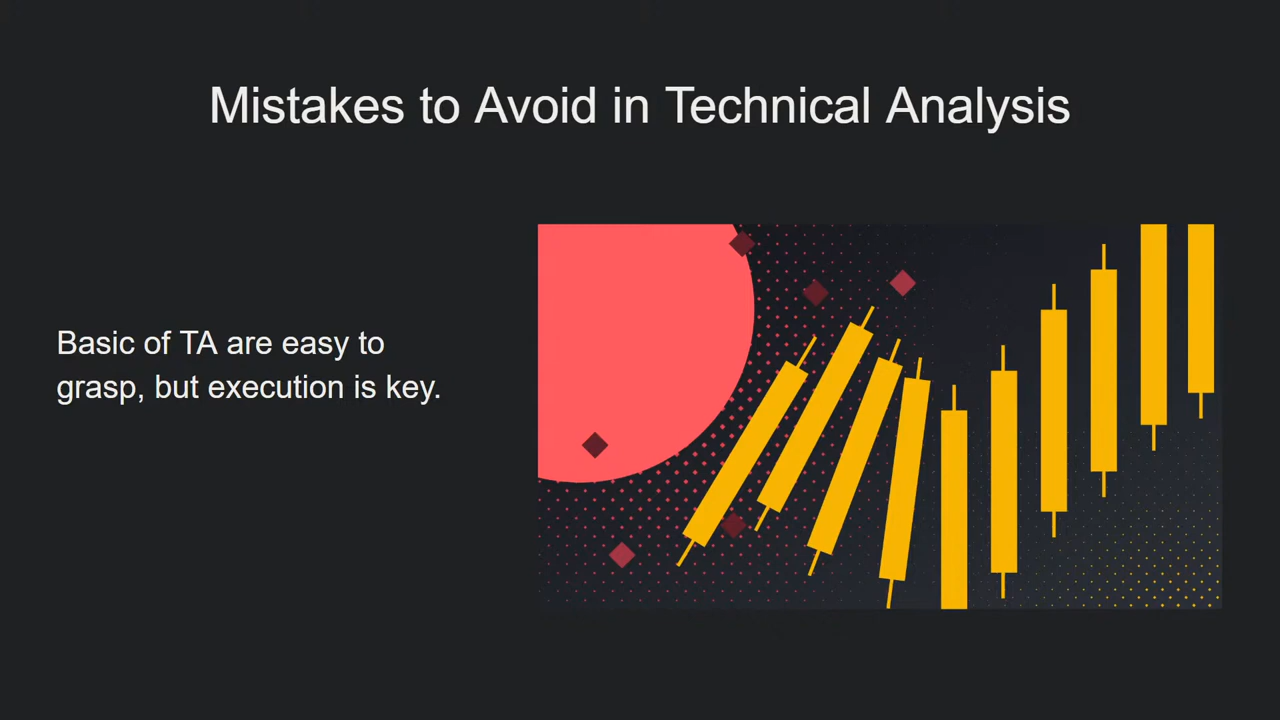 Mistakes to Avoid in Technical Analysis
Basic of TA are easy to
grasp, but execution is key.